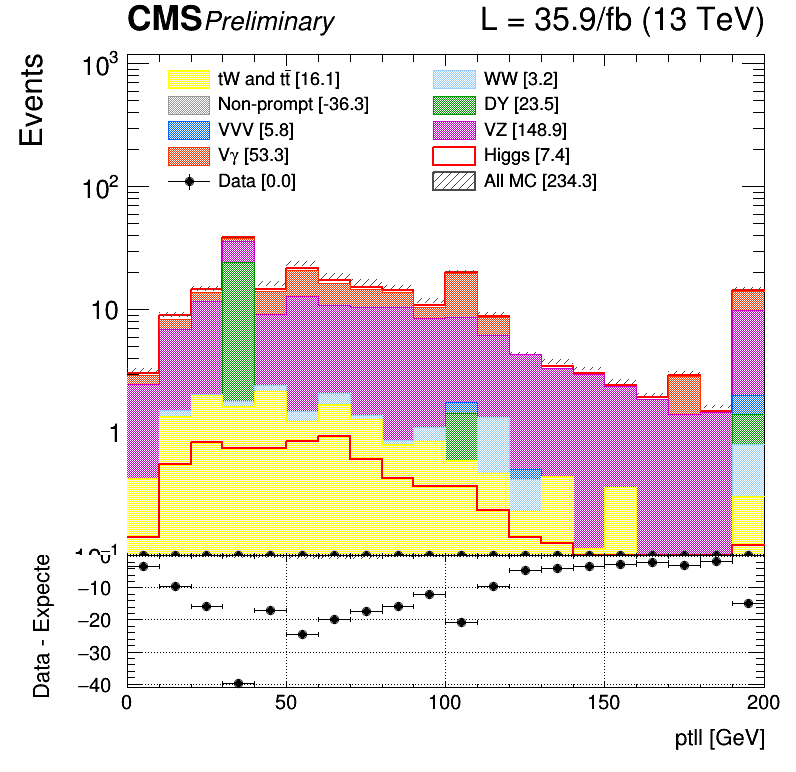 CMS Preliminary L = 35.9/fb (13 TeV)
Events
10³
10²
10
1
tW and tt̄ [16.1]
Non-prompt [-36.3]
VVV [5.8]
Vγ [53.3]
Data [0.0]
WW [3.2]
DY [23.5]
VZ [148.9]
Higgs [7.4]
All MC [234.3]
Data - Expecte
−10
−20
−30
−40
0 50 100 150 200
ptll [GeV]